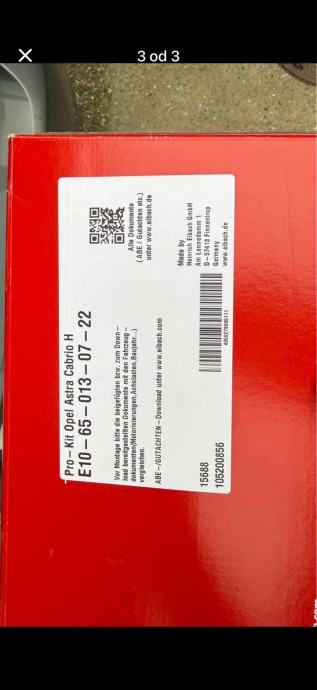 3 od 3
Pro-Kit Opel Astra Cabrio H
E10-65-013-07-22
Vor Montage bitte die beigefügten bzw. zum Down-
load bereitgestellten Dokumente mit den Fahrzeug-
dokumenten(Motorisierungen,Achslasten,Baujahr...)
vergleichen.
ABE-/GUTACHTEN-Download unter www.eibach.com
15688
105200856
Alle Dokumente
(ABE / Gutachten etc.)
unter www.eibach.de
Made by
Heinrich Eibach GmbH
Am Lennedamm 1
D-57413 Finnentrop
Germany
www.eibach.de